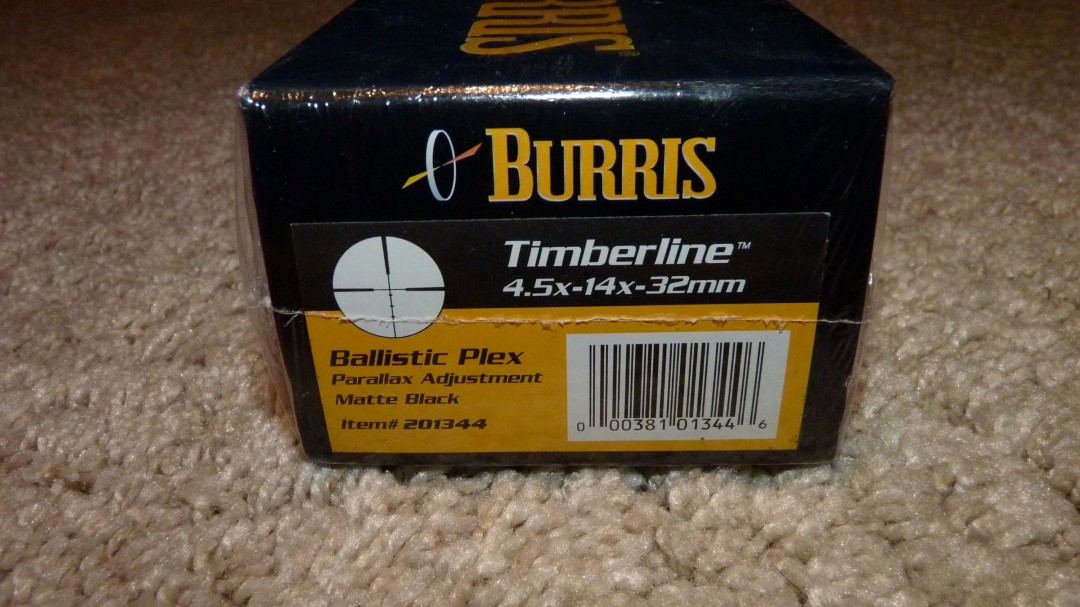 BURRIS
BURRIS
Timberline™
4.5x-14x-32mm
Ballistic Plex
Parallax Adjustment
Matte Black
Item# 201344
0 00381 01344 6